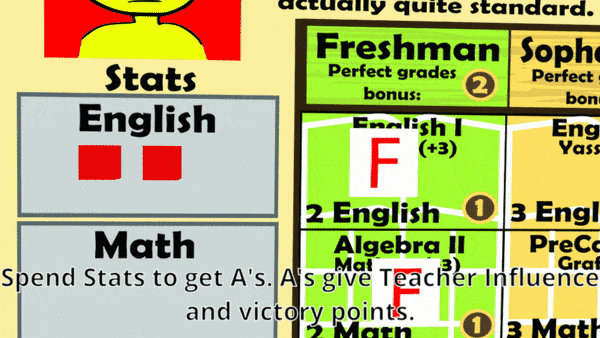 actually quite standard.
Stats
English
Math
Freshman
Perfect grades
bonus:
2
English I
(+3)
F
2 English
1
Algebra II
F
3)
2 Math
1
Soph
Perfect
Eng
Yass
3 Engl
PreCa
Graf
3 Math
Spend Stats to get A's. A's give Teacher Influence
and victory points.